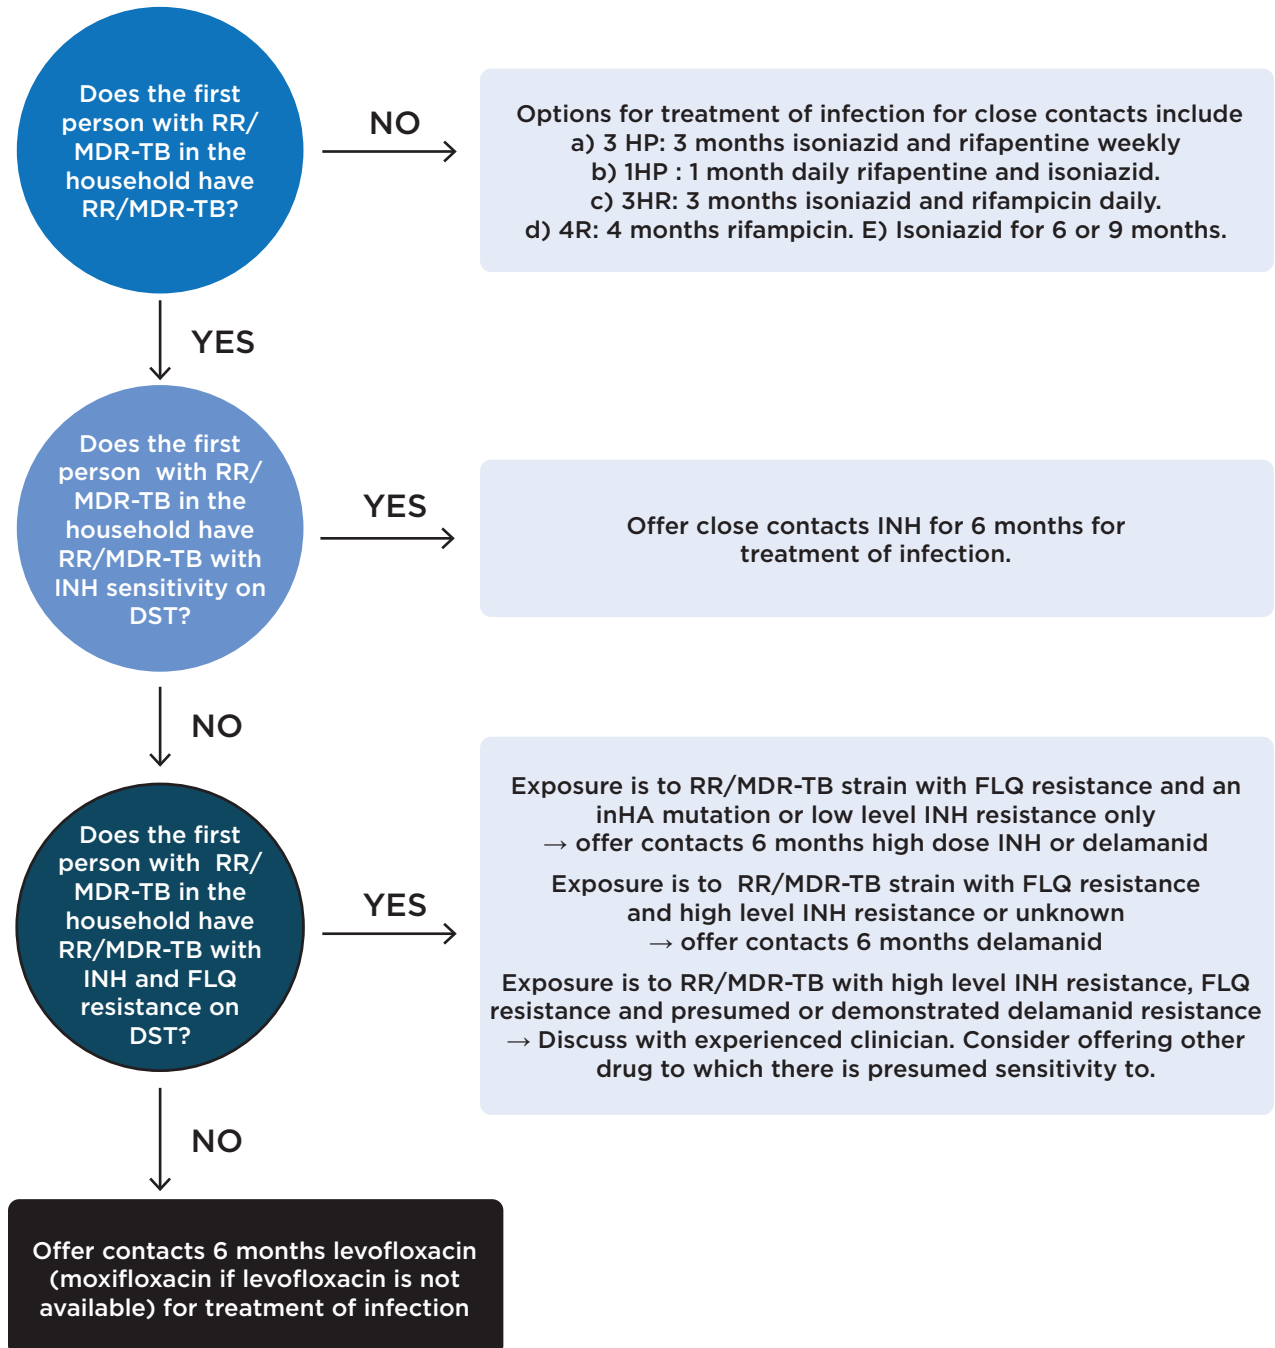 Does the first
person with RR/
MDR-TB in the
household have
RR/MDR-TB?
NO
Options for treatment of infection for close contacts include
a) 3 HP: 3 months isoniazid and rifapentine weekly
b) 1HP : 1 month daily rifapentine and isoniazid.
c) 3HR: 3 months isoniazid and rifampicin daily.
d) 4R: 4 months rifampicin. E) Isoniazid for 6 or 9 months.
YES
Does the first
person with RR/
MDR-TB in the
household have
RR/MDR-TB with
INH sensitivity on
DST?
YES
Offer close contacts INH for 6 months for
treatment of infection.
NO
Does the first
person with RR/
MDR-TB in the
household have
RR/MDR-TB with
INH and FLQ
resistance on
DST?
YES
Exposure is to RR/MDR-TB strain with FLQ resistance and an
inHA mutation or low level INH resistance only
→ offer contacts 6 months high dose INH or delamanid
Exposure is to RR/MDR-TB strain with FLQ resistance
and high level INH resistance or unknown
→ offer contacts 6 months delamanid
Exposure is to RR/MDR-TB with high level INH resistance, FLQ
resistance and presumed or demonstrated delamanid resistance
→ Discuss with experienced clinician. Consider offering other
drug to which there is presumed sensitivity to.
NO
Offer contacts 6 months levofloxacin
(moxifloxacin if levofloxacin is not
available) for treatment of infection